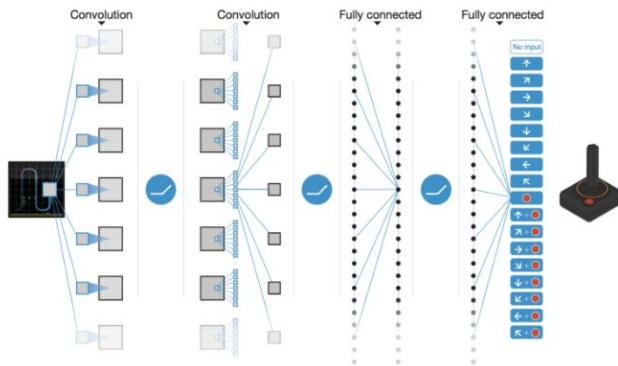 Convolution
Convolution
Fully connected
Fully connected
No input
+
+
+
+
+
+
+
+